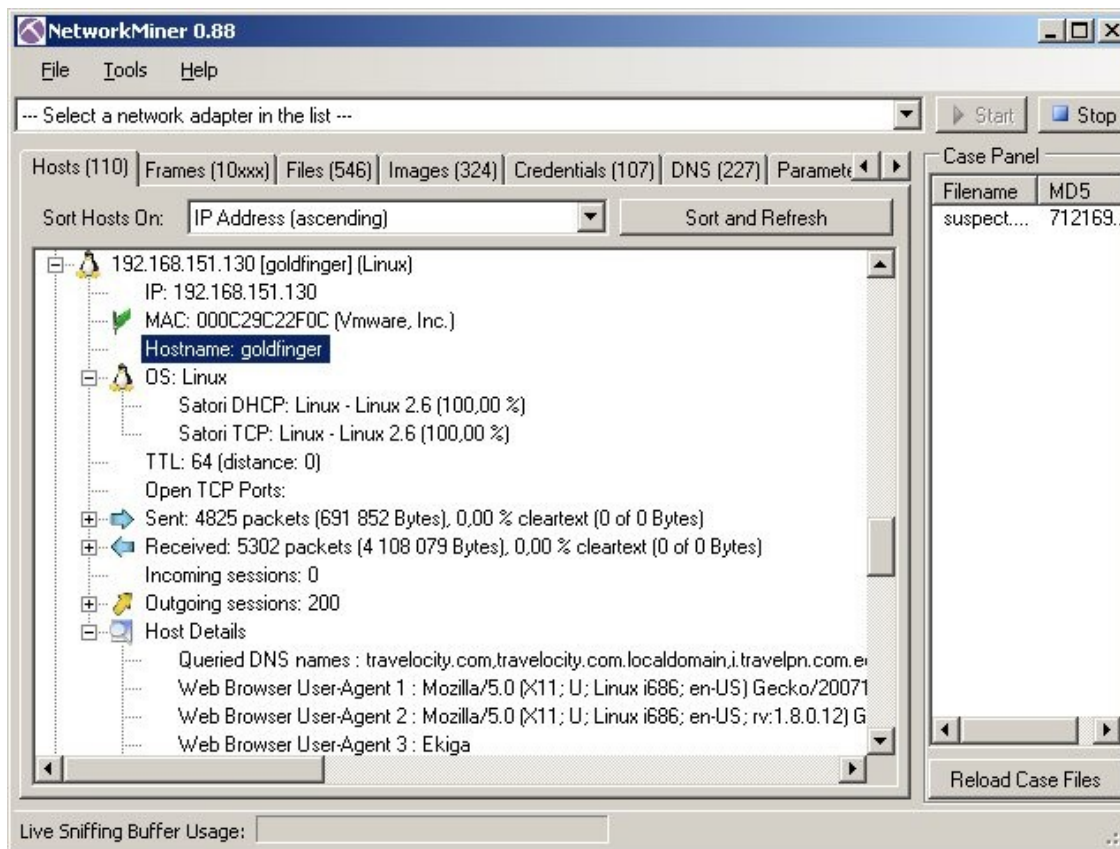 NetworkMiner 0.88
File Tools Help
--- Select a network adapter in the list --- Start Stop
Hosts (110) Frames (10xxx) Files (546) Images (324) Credentials (107) DNS (227) Paramete
Case Panel
Sort Hosts On: IP Address (ascending) Sort and Refresh
Filename MD5
suspect.... 712169..
192.168.151.130 [goldfinger] (Linux)
IP: 192.168.151.130
MAC: 000C29C22F0C (Vmware, Inc.)
Hostname: goldfinger
OS: Linux
Satori DHCP: Linux - Linux 2.6 (100,00 %)
Satori TCP: Linux - Linux 2.6 (100,00 %)
TTL: 64 (distance: 0)
Open TCP Ports:
Sent: 4825 packets (691 852 Bytes), 0,00 % cleartext (0 of 0 Bytes)
Received: 5302 packets (4 108 079 Bytes), 0,00 % cleartext (0 of 0 Bytes)
Incoming sessions: 0
Outgoing sessions: 200
Host Details
Queried DNS names : travelocity.com,travelocity.com.localdomain,i.travelpn.com.e
Web Browser User-Agent 1 : Mozilla/5.0 (X11; U; Linux i686; en-US) Gecko/20071
Web Browser User-Agent 2 : Mozilla/5.0 (X11; U; Linux i686; en-US; rv:1.8.0.12) G
Web Browser User-Agent 3 : Ekiga
Reload Case Files
Live Sniffing Buffer Usage: